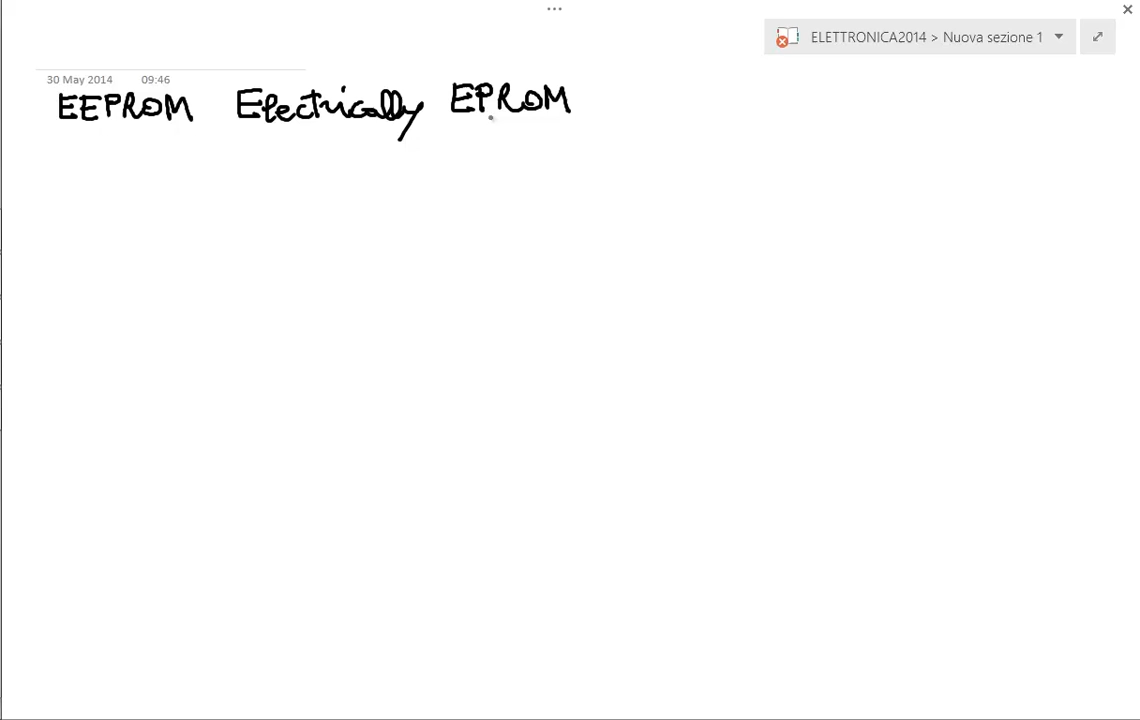 ...
ELETTRONICA2014 > Nuova sezione 1
30 May 2014 09:46
EEPROM Electrically EPROM